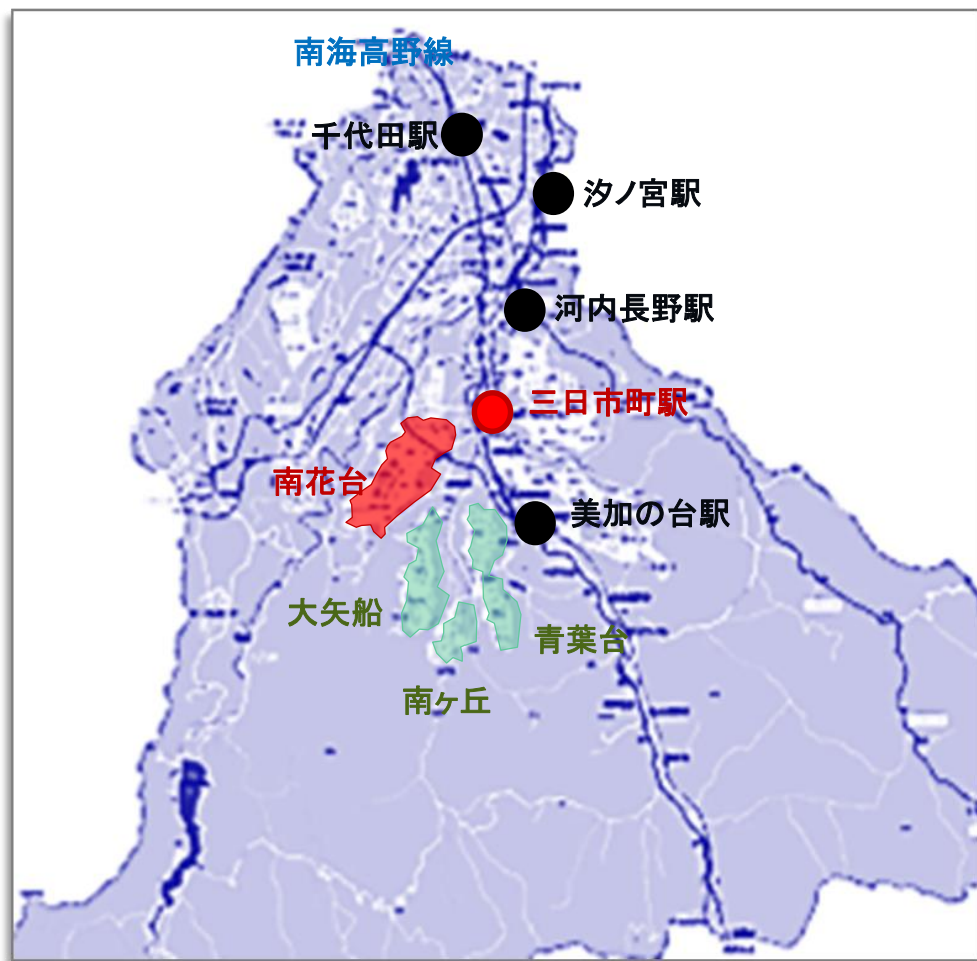 南海高野線
千代田駅
汐ノ宮駅
河内長野駅
三日市町駅
南花台
美加の台駅
大矢船
青葉台
南ヶ丘